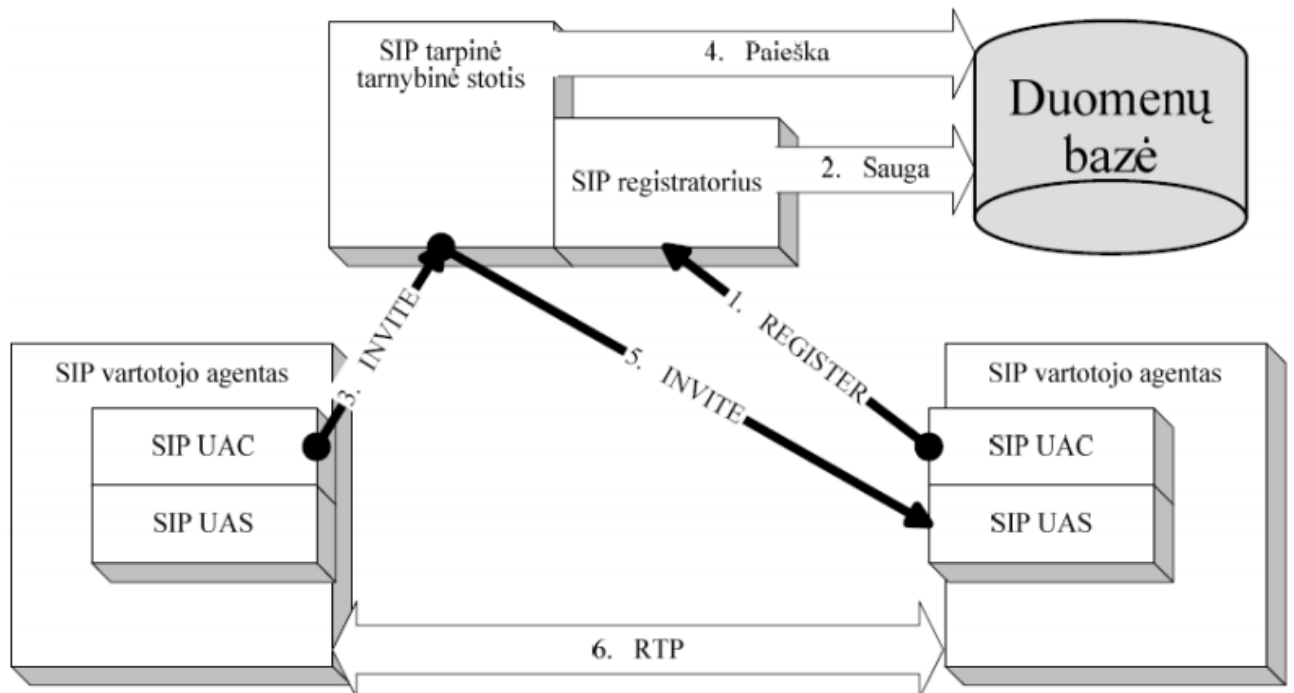 SIP tarpinė
tarnybinė stotis
4. Paieška
Duomenų
bazė
SIP registratorius
2. Sauga
3. INVITE
5. INVITE
1. REGISTER
SIP vartotojo agentas
SIP UAC
SIP UAS
SIP vartotojo agentas
SIP UAC
SIP UAS
6. RTP